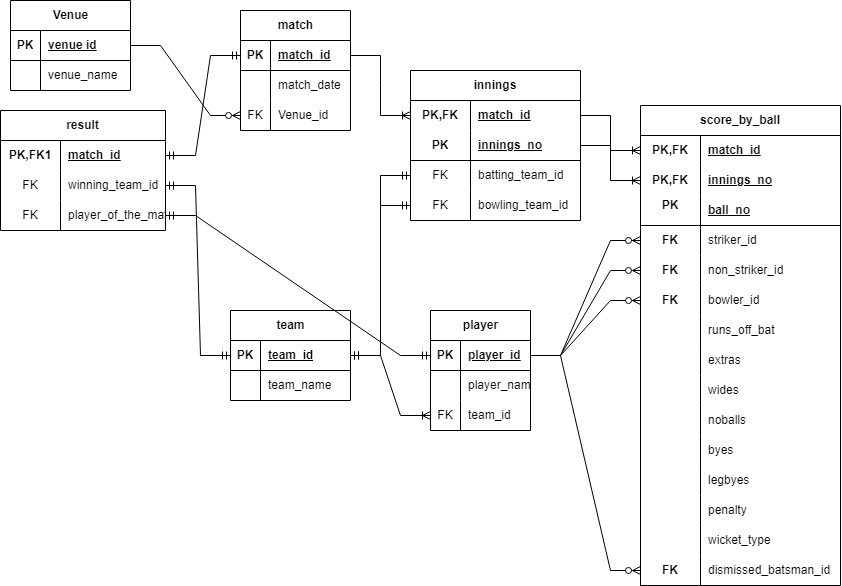 Venue
PK venue id
venue_name
match
PK match_id
match_date
FK Venue_id
result
PK,FK1 match_id
FK winning_team_id
FK player_of_the_ma
innings
PK,FK match_id
PK innings_no
FK batting_team_id
FK bowling_team_id
score_by_ball
PK,FK match_id
PK,FK innings_no
PK ball_no
FK striker_id
FK non_striker_id
FK bowler_id
runs_off_bat
extras
wides
noballs
byes
legbyes
penalty
wicket_type
FK dismissed_batsman_id
team
PK team_id
team_name
player
PK player_id
player_nam
FK team_id